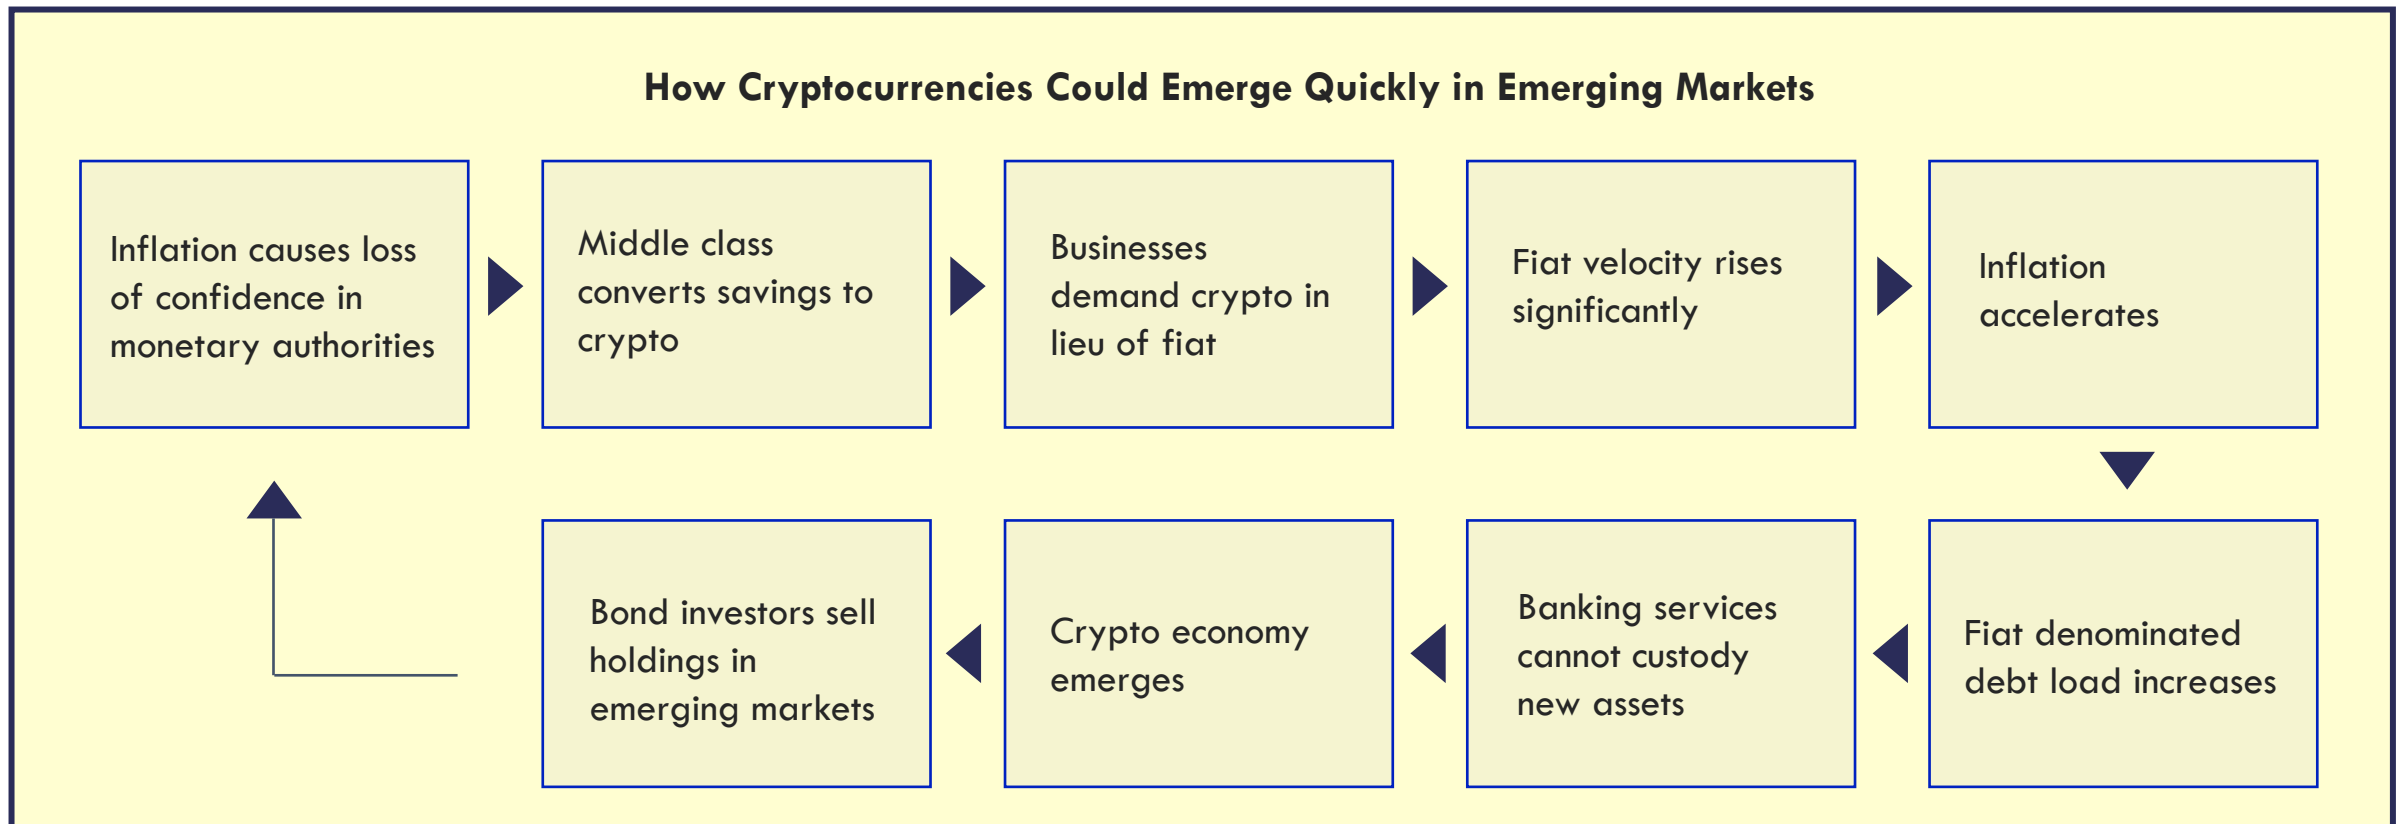 How Cryptocurrencies Could Emerge Quickly in Emerging Markets
Inflation causes loss
of confidence in
monetary authorities
Middle class
converts savings to
crypto
Businesses
demand crypto in
lieu of fiat
Fiat velocity rises
significantly
Inflation
accelerates
Fiat denominated
debt load increases
Banking services
cannot custody
new assets
Crypto economy
emerges
Bond investors sell
holdings in
emerging markets